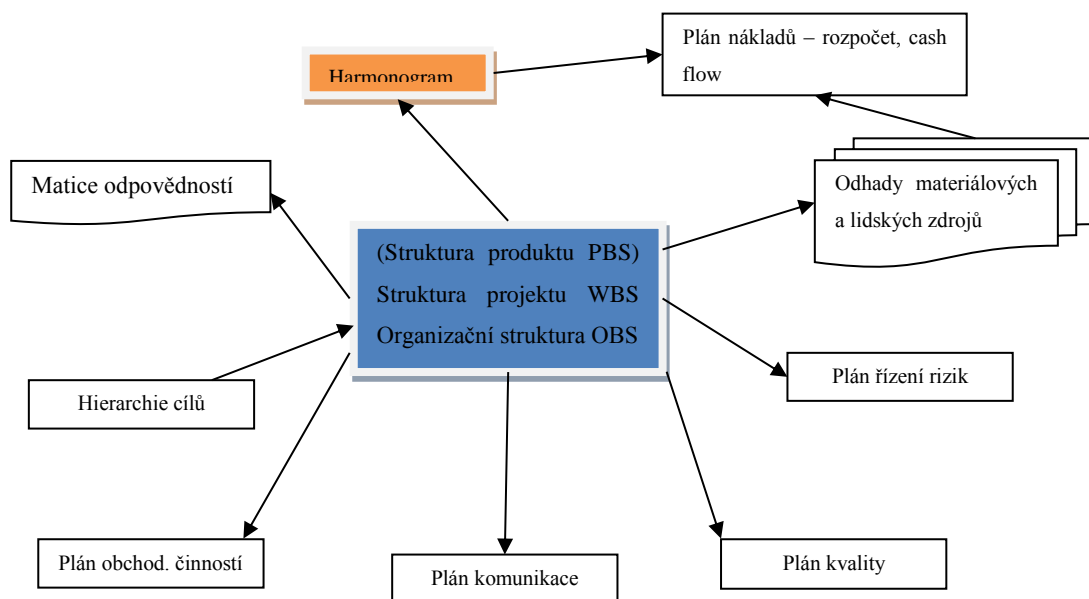 Plán nákladů – rozpočet, cash
flow
Harmonogram
Matice odpovědností
Odhady materiálových
a lidských zdrojů
(Struktura produktu PBS)
Struktura projektu WBS
Organizační struktura OBS
Plán řízení rizik
Hierarchie cílů
Plán obchod. činností
Plán komunikace
Plán kvality